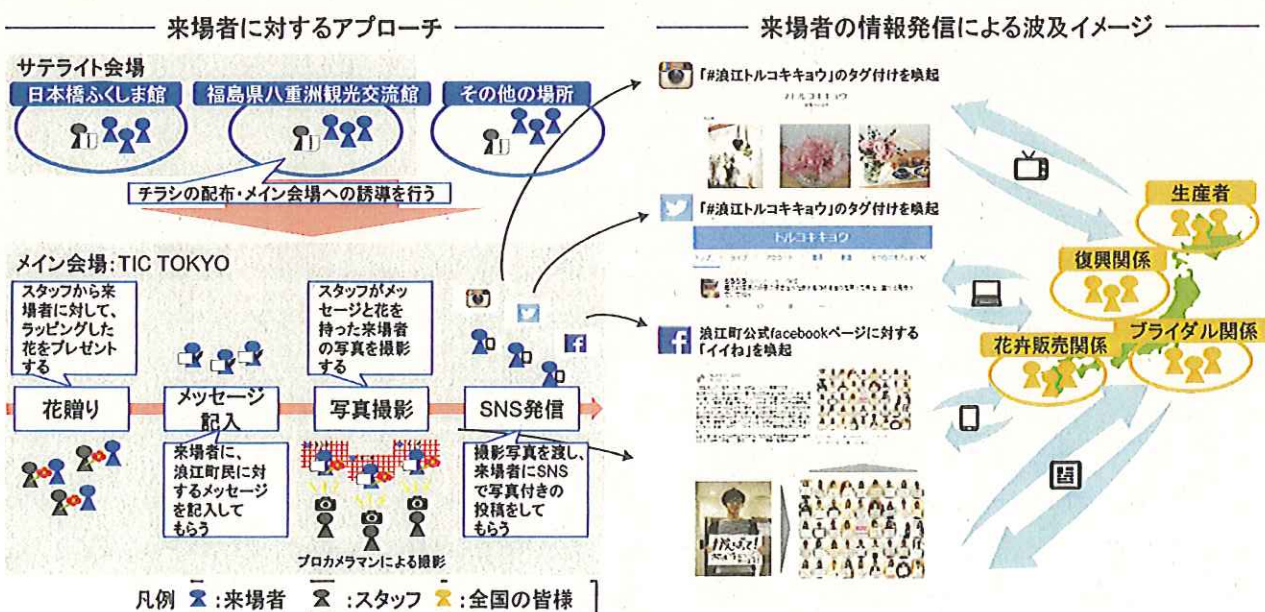 来場者に対するアプローチ
サテライト会場
日本橋ふくしま館
福島県八重洲観光交流館
その他の場所
チラシの配布・メイン会場への誘導を行う
メイン会場:TIC TOKYO
スタッフから来
場者に対して、
ラッピングした
花をプレゼント
する
スタッフがメッ
セージと花を
持った来場者
の写真を撮影
する
花贈り
メッセージ
記入
写真撮影
SNS発信
来場者に、
浪江町民に対
するメッセージ
を記入して
もらう
撮影写真を渡し、
来場者にSNS
で写真付きの
投稿をして
もらう
プロカメラマンによる撮影
凡例
:来場者
:スタッフ
:全国の皆様
来場者の情報発信による波及イメージ
「#浪江トルコキキョウ」のタグ付けを喚起
「#浪江トルコキキョウ」のタグ付けを喚起
トルコキキョウ
浪江町公式facebookページに対する
「イイね」を喚起
生産者
復興関係
ブライダル関係
花卉販売関係